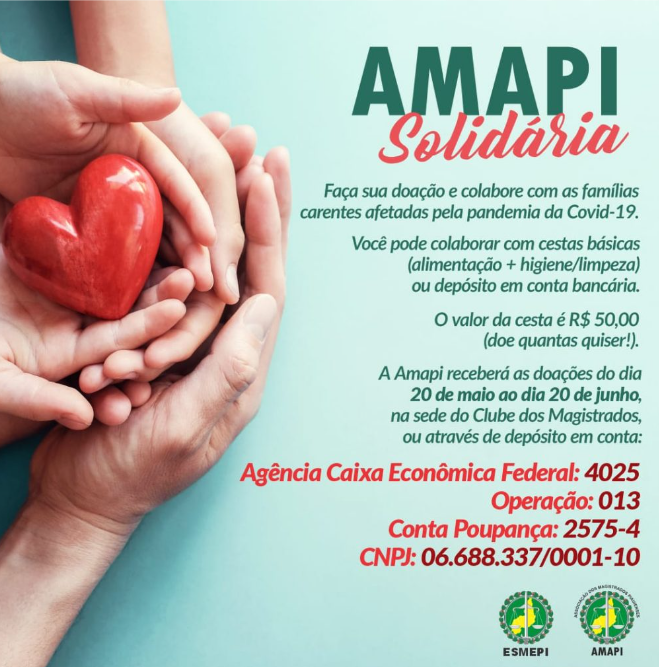 AMAPI
Solidária
Faça sua doação e colabore com as famílias
carentes afetadas pela pandemia da Covid-19.
Você pode colaborar com cestas básicas
(alimentação + higiene/limpeza)
ou depósito em conta bancária.
O valor da cesta é R$ 50,00
(doe quantas quiser!).
A Amapi receberá as doações do dia
20 de maio ao dia 20 de junho,
na sede do Clube dos Magistrados,
ou através de depósito em conta:
Agência Caixa Econômica Federal: 4025
Operação: 013
Conta Poupança: 2575-4
CNPJ: 06.688.337/0001-10
ESMEPI
ASSOCIAÇÃO DOS MAGISTRADOS PIAUIENSES
AMAPI